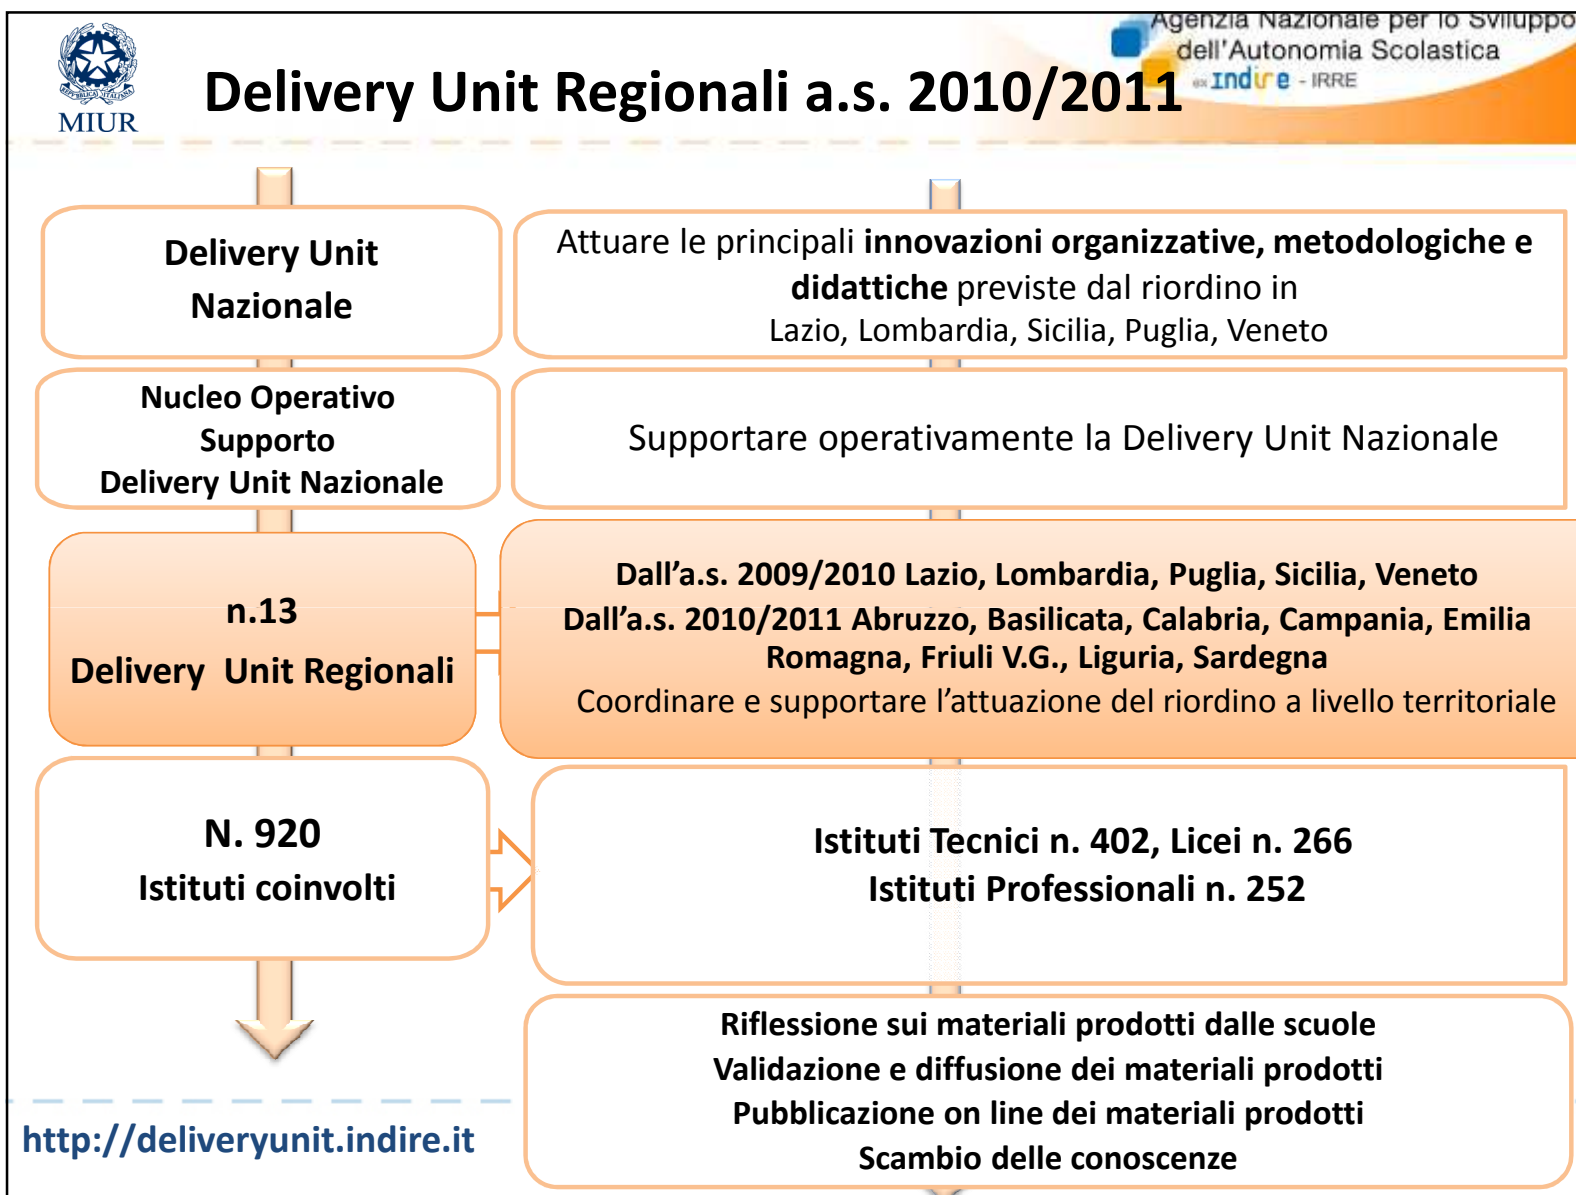 Agenzia Nazionale per lo Sviluppo
dell'Autonomia Scolastica
ex Indire - IRRE
MIUR
Delivery Unit Regionali a.s. 2010/2011
Delivery Unit
Nazionale
Attuare le principali innovazioni organizzative, metodologiche e
didattiche previste dal riordino in
Lazio, Lombardia, Sicilia, Puglia, Veneto
Nucleo Operativo
Supporto
Delivery Unit Nazionale
Supportare operativamente la Delivery Unit Nazionale
n.13
Delivery Unit Regionali
Dall’a.s. 2009/2010 Lazio, Lombardia, Puglia, Sicilia, Veneto
Dall’a.s. 2010/2011 Abruzzo, Basilicata, Calabria, Campania, Emilia
Romagna, Friuli V.G., Liguria, Sardegna
Coordinare e supportare l’attuazione del riordino a livello territoriale
N. 920
Istituti coinvolti
Istituti Tecnici n. 402, Licei n. 266
Istituti Professionali n. 252
Riflessione sui materiali prodotti dalle scuole
Validazione e diffusione dei materiali prodotti
Pubblicazione on line dei materiali prodotti
Scambio delle conoscenze
http://deliveryunit.indire.it